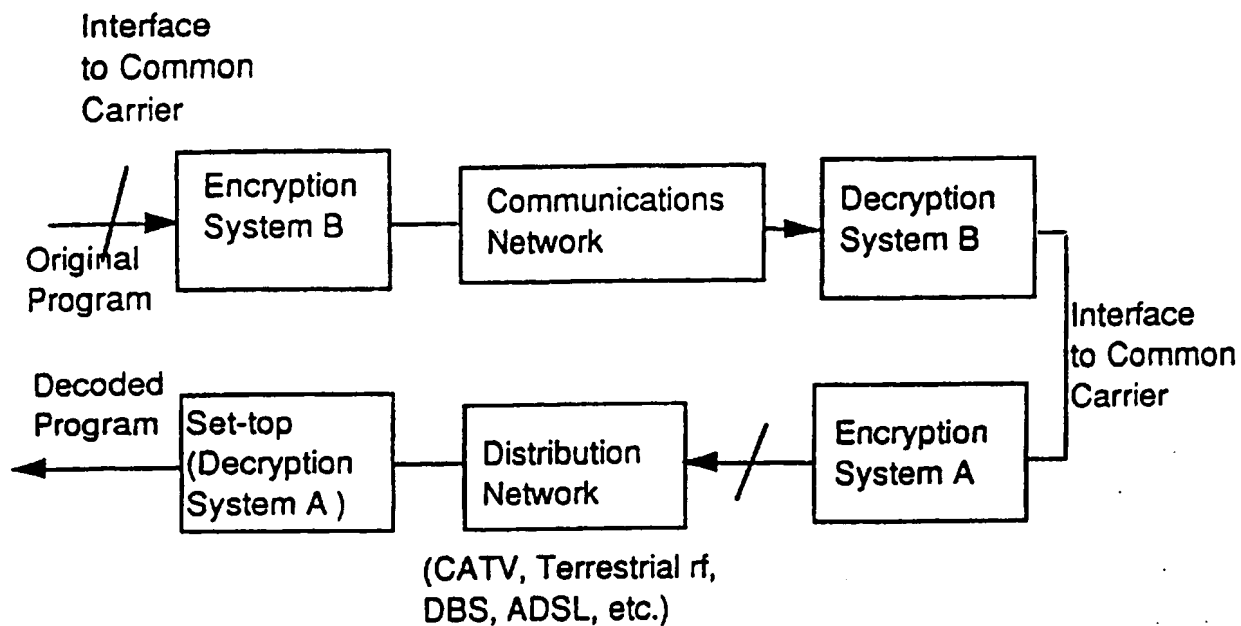 Interface
to Common
Carrier
Encryption
System B
Communications
Network
Decryption
System B
Original
Program
Interface
to Common
Carrier
Decoded
Program
Set-top
(Decryption
System A )
Distribution
Network
Encryption
System A
(CATV, Terrestrial rf,
DBS, ADSL, etc.)